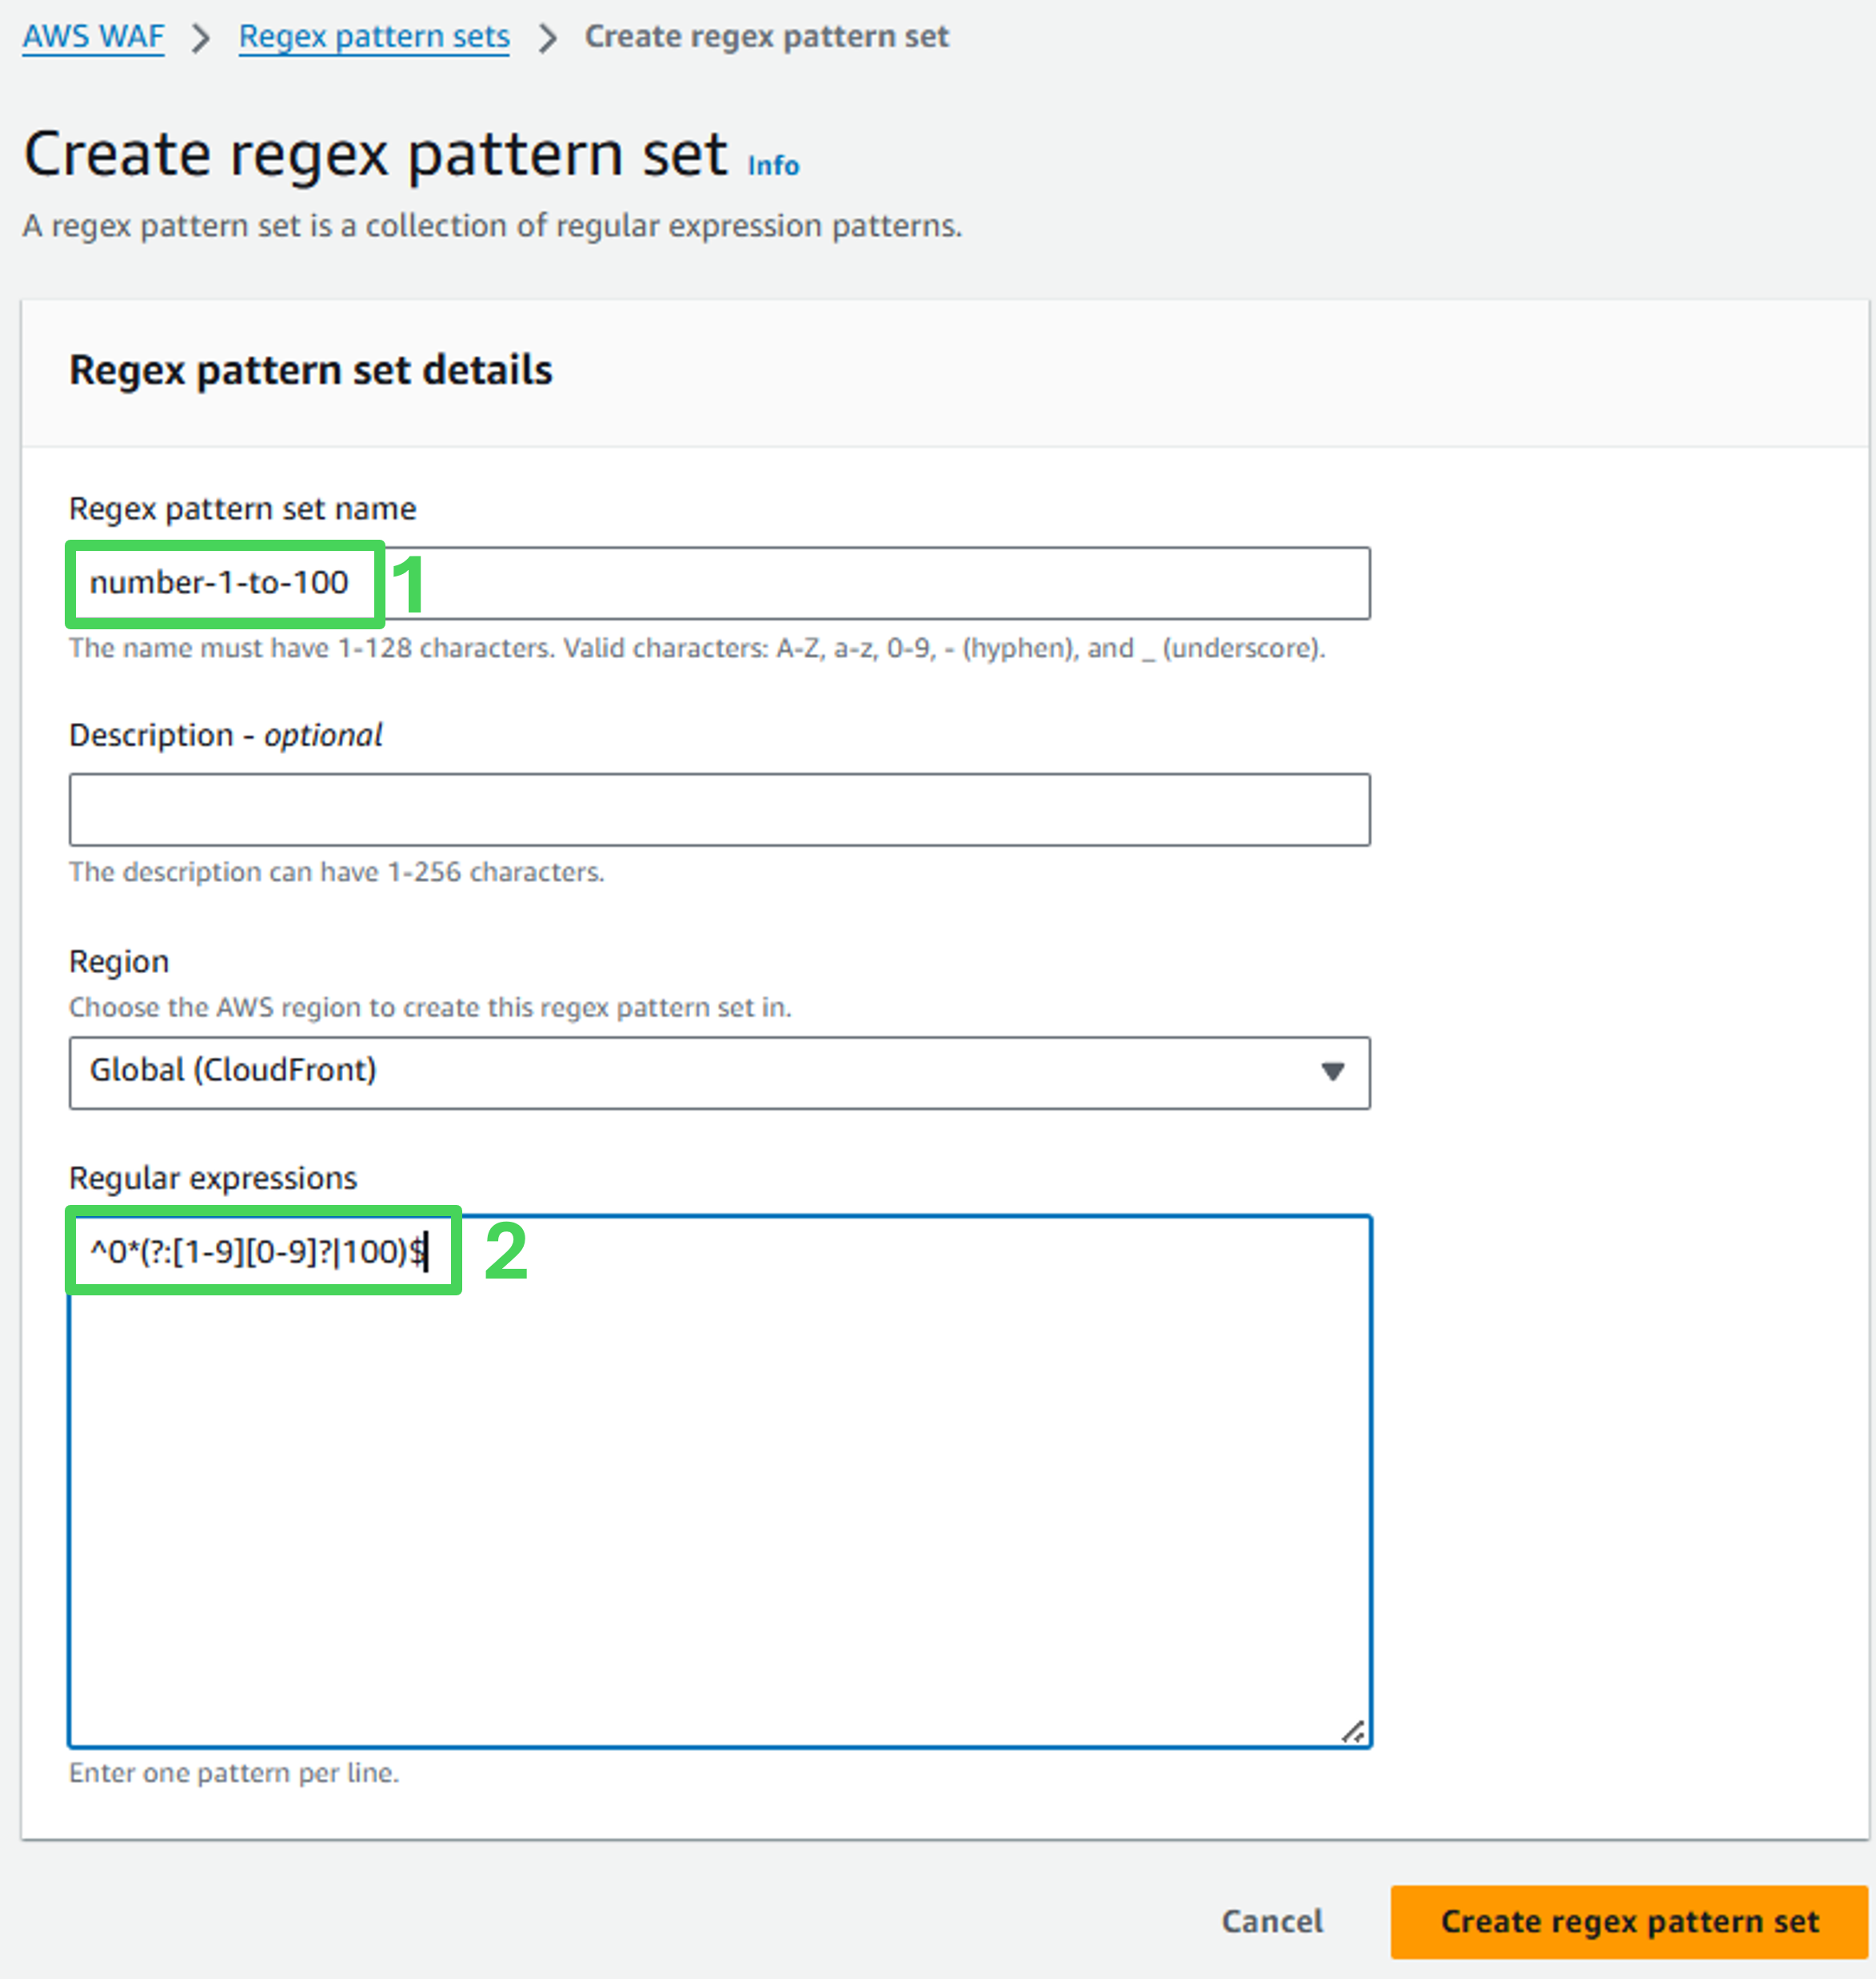 AWS WAF > Regex pattern sets > Create regex pattern set
Create regex pattern set Info
A regex pattern set is a collection of regular expression patterns.
Regex pattern set details
Regex pattern set name
number-1-to-100 1
The name must have 1-128 characters. Valid characters: A-Z, a-z, 0-9, - (hyphen), and _ (underscore).
Description - optional
The description can have 1-256 characters.
Region
Choose the AWS region to create this regex pattern set in.
Global (CloudFront)
Regular expressions
^0*(?:[1-9][0-9]?|100)$ 2
Enter one pattern per line.
Cancel Create regex pattern set